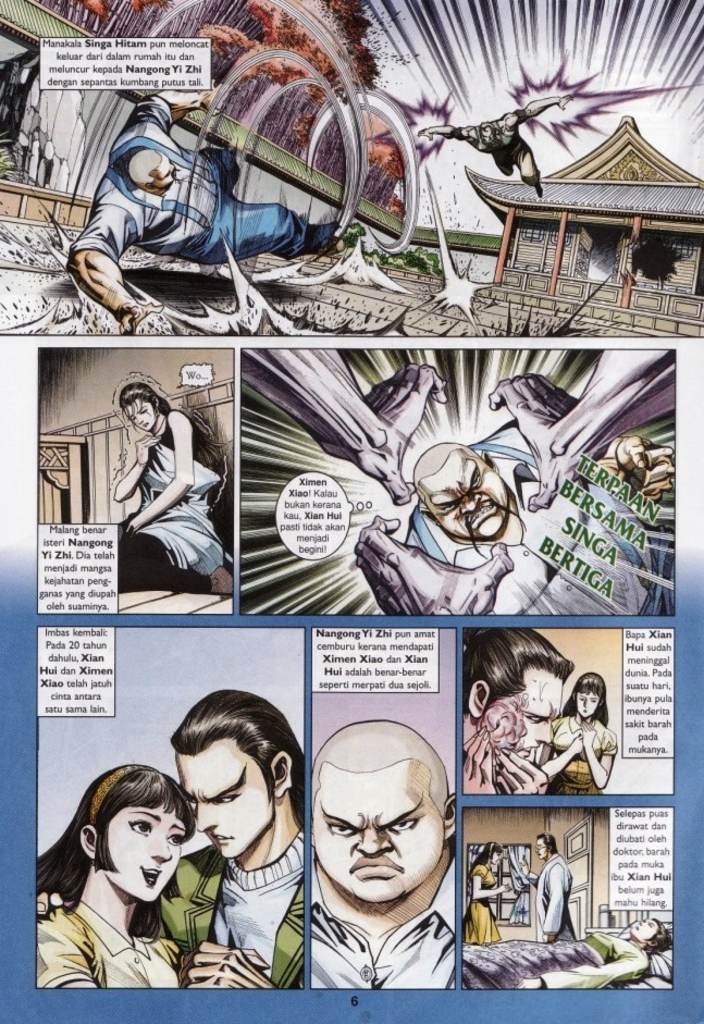 Manakala Singa Hitam pun meloncat
keluar dari dalam rumah itu dan
meluncur kepada Nangong Yi Zhi
dengan sepantas kumbang putus tali.
Wo...
Malang benar
isteri Nangong
Yi Zhi. Dia telah
menjadi mangsa
kejahatan peng-
ganas yang diupah
oleh suaminya.
Ximen
Xiao! Kalau
bukan kerana
kau, Xian Hui
pasti tidak akan
menjadi
begini!
TERPAAN
BERSAMA
SINGA
BERTIGA
Imbas kembali:
Pada 20 tahun
dahulu, Xian
Hui dan Ximen
Xiao telah jatuh
cinta antara
satu sama lain.
Nangong Yi Zhi pun amat
cemburu kerana mendapati
Ximen Xiao dan Xian
Hui adalah benar-benar
seperti merpati dua sejoli.
Bapa Xian
Hui sudah
meninggal
dunia. Pada
suatu hari,
ibunya pula
menderita
sakit barah
pada
mukanya.
Selepas puas
dirawat dan
diubati oleh
doktor, barah
pada muka
ibu Xian Hui
belum juga
mahu hilang.
6